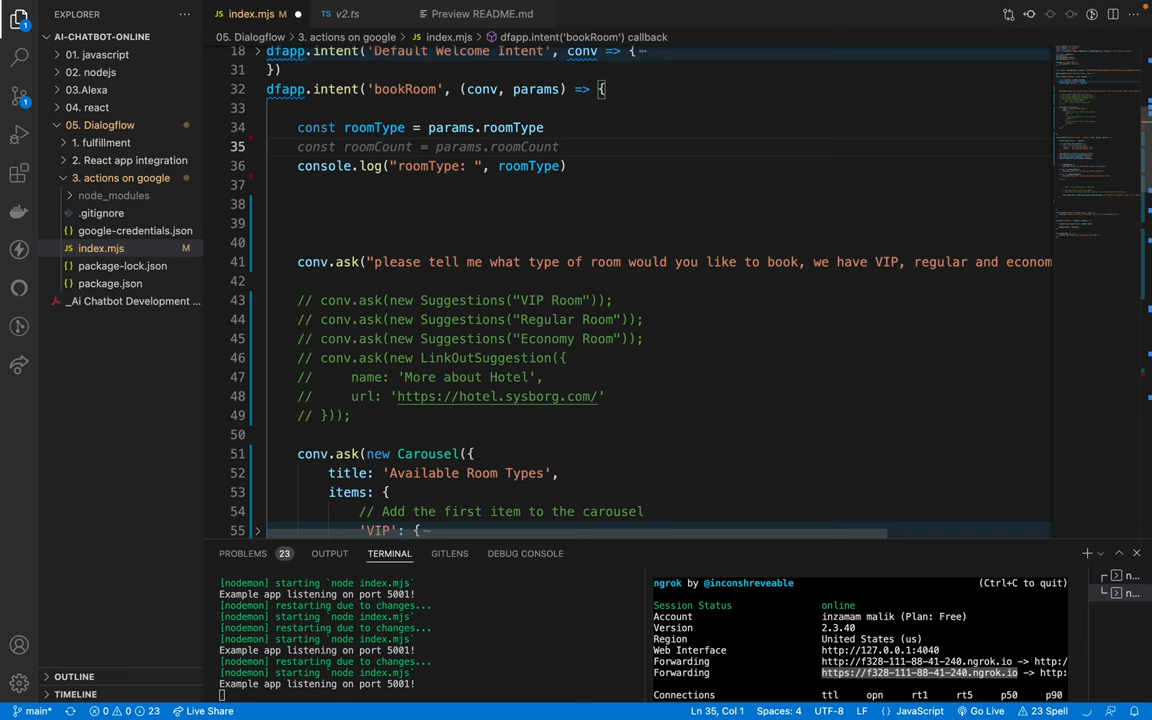 EXPLORER
index.mjs M
v2.ts
Preview README.md
AI-CHATBOT-ONLINE
05. Dialogflow > 3. actions on google > index.mjs > dfapp.intent('bookRoom') callback
01. javascript
02. nodejs
03.Alexa
04. react
05. Dialogflow
1. fulfillment
2. React app integration
3. actions on google
node_modules
.gitignore
google-credentials.json
index.mjs M
package-lock.json
package.json
_Ai Chatbot Development ...
18 dfapp.intent('Default Welcome Intent', conv => {
31 })
32 dfapp.intent('bookRoom', (conv, params) => {
33
34 const roomType = params.roomType
35 const roomCount = params.roomCount
36 console.log("roomType: ", roomType)
37
38
39
40
41 conv.ask("please tell me what type of room would you like to book, we have VIP, regular and econom
42
43 // conv.ask(new Suggestions("VIP Room"));
44 // conv.ask(new Suggestions("Regular Room"));
45 // conv.ask(new Suggestions("Economy Room"));
46 // conv.ask(new LinkOutSuggestion({
47 // name: 'More about Hotel',
48 // url: 'https://hotel.sysborg.com/'
49 // }));
50
51 conv.ask(new Carousel({
52 title: 'Available Room Types',
53 items: {
54 // Add the first item to the carousel
55 'VIP': {
PROBLEMS 23 OUTPUT TERMINAL GITLENS DEBUG CONSOLE
[nodemon] starting `node index.mjs`
Example app listening on port 5001!
[nodemon] restarting due to changes...
[nodemon] starting `node index.mjs`
[nodemon] restarting due to changes...
[nodemon] starting `node index.mjs`
Example app listening on port 5001!
[nodemon] restarting due to changes...
[nodemon] starting `node index.mjs`
Example app listening on port 5001!
ngrok by @inconshreveable (Ctrl+C to quit)
Session Status online
Account inzamam malik (Plan: Free)
Version 2.3.40
Region United States (us)
Web Interface http://127.0.0.1:4040
Forwarding http://f328-111-88-41-240.ngrok.io -> http:/
Forwarding https://f328-111-88-41-240.ngrok.io -> http:
Connections ttl opn rt1 rt5 p50 p90
n...
n...
OUTLINE
TIMELINE
main* 0 0 23 Live Share Ln 35, Col 1 Spaces: 4 UTF-8 LF {} JavaScript Go Live 23 Spell